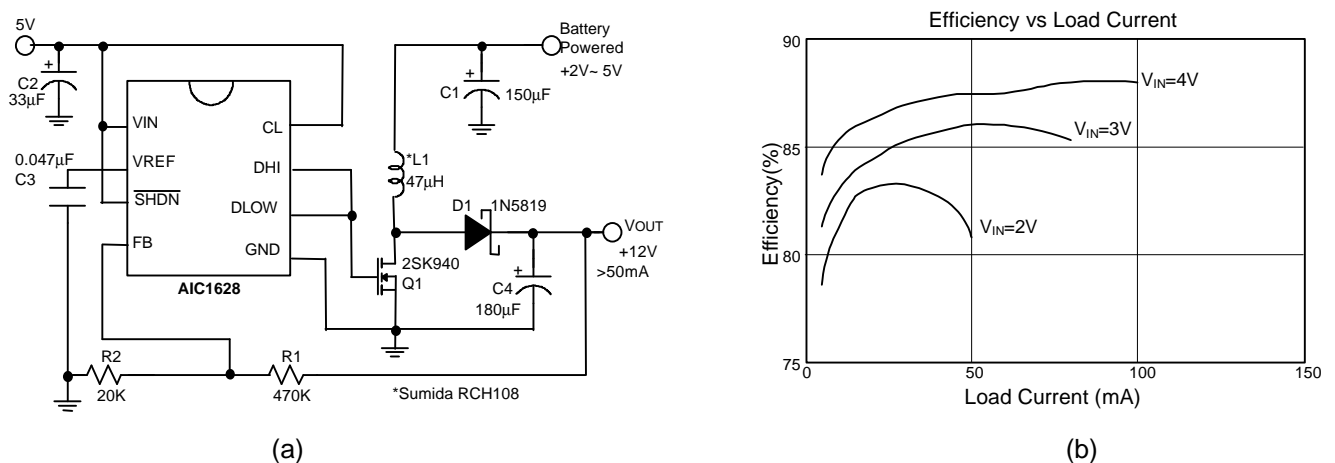 5V
C2
33µF
+
VIN
VREF
SHDN
FB
CL
DHI
DLOW
GND
AIC1628
0.047µF
C3
*L1
47µH
+
C1
150µF
Battery
Powered
+2V~ 5V
D1
1N5819
2SK940
Q1
+
C4
180µF
VOUT
+12V
>50mA
R2
20K
R1
470K
*Sumida RCH108
(a)
Efficiency vs Load Current
90
85
80
75
Efficiency(%)
VIN=4V
VIN=3V
VIN=2V
0
50
100
150
Load Current (mA)
(b)